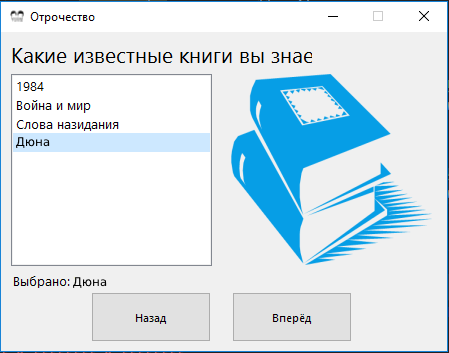 Отрочество
Какие известные книги вы знае
1984
Война и мир
Слова назидания
Дюна
Выбрано: Дюна
Назад
Вперёд